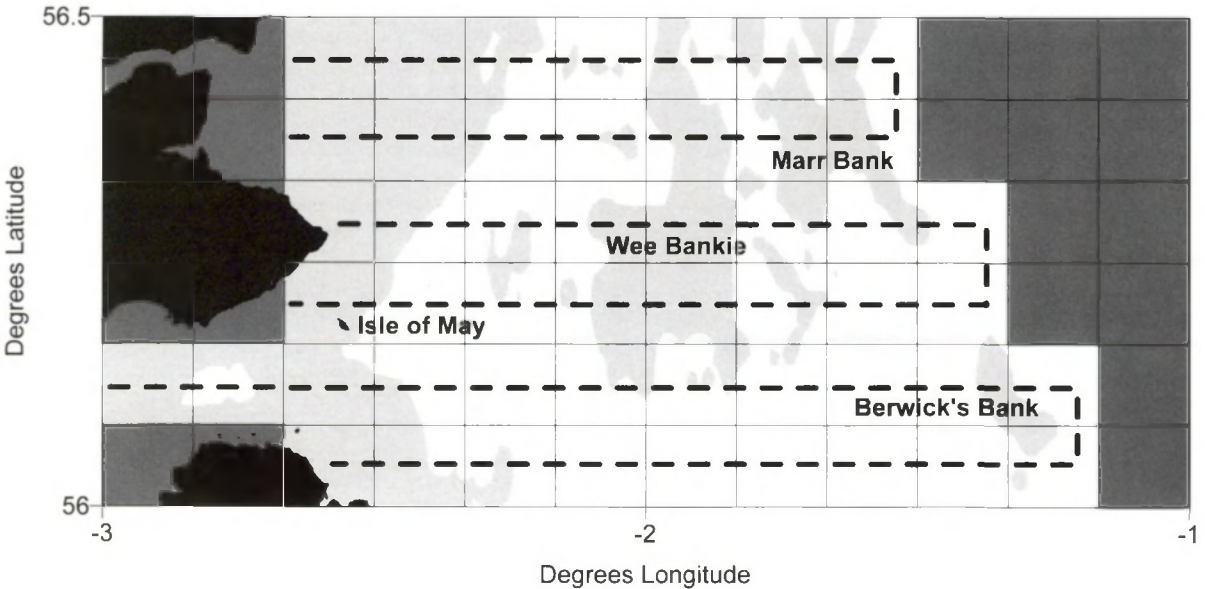 56.5
Marr Bank
Wee Bankie
Isle of May
Berwick's Bank
56
-3
-2
-1
Degrees Latitude
Degrees Longitude